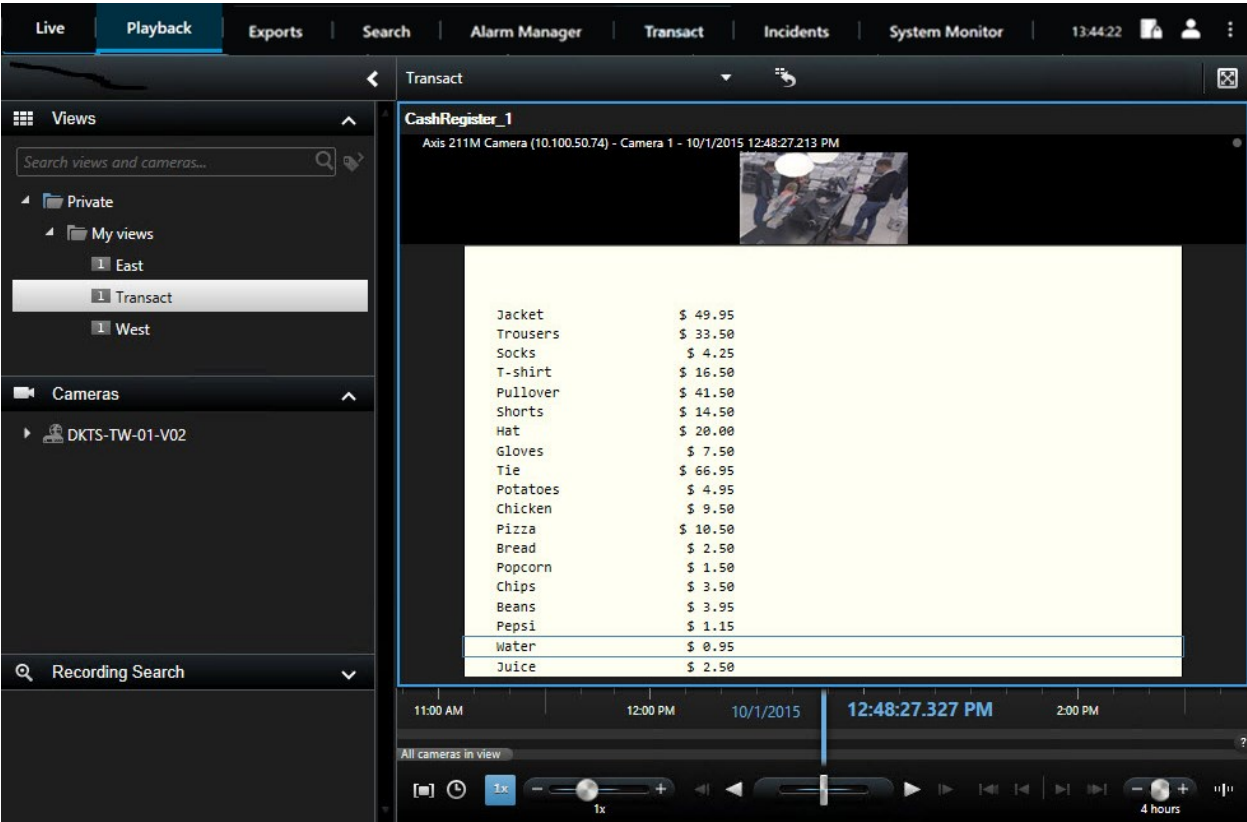 Live Playback Exports Search Alarm Manager Transact Incidents System Monitor 13:44:22
Transact
Views
Search views and cameras...
Private
My views
1 East
1 Transact
1 West
Cameras
DKTS-TW-01-V02
Recording Search
CashRegister_1
Axis 211M Camera (10.100.50.74) - Camera 1 - 10/1/2015 12:48:27.213 PM
Jacket $ 49.95
Trousers $ 33.50
Socks $ 4.25
T-shirt $ 16.50
Pullover $ 41.50
Shorts $ 14.50
Hat $ 20.00
Gloves $ 7.50
Tie $ 66.95
Potatoes $ 4.95
Chicken $ 9.50
Pizza $ 10.50
Bread $ 2.50
Popcorn $ 1.50
Chips $ 3.50
Beans $ 3.95
Pepsi $ 1.15
Water $ 0.95
Juice $ 2.50
11:00 AM 12:00 PM 10/1/2015 12:48:27.327 PM 2:00 PM
?
All cameras in view
1x
1x
4 hours